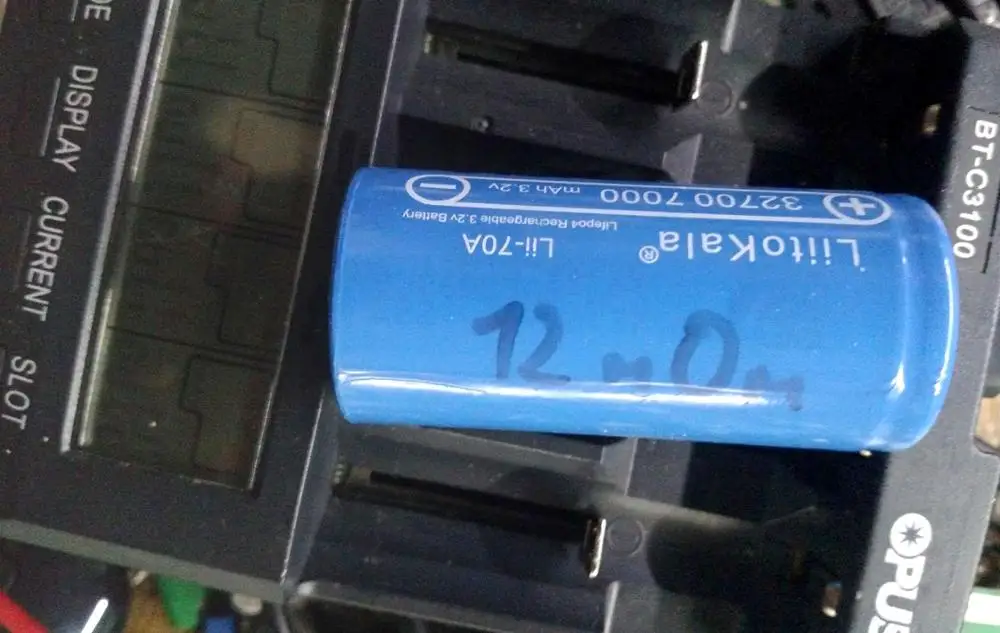 DISPLAY
CURRENT
SLOT
BT-C3100
OPUS
LiitoKala®
Lii-70A
Lifepo4 Rechargeable 3.2v Battery
32700 7000 mAh 3.2v
12 мОм